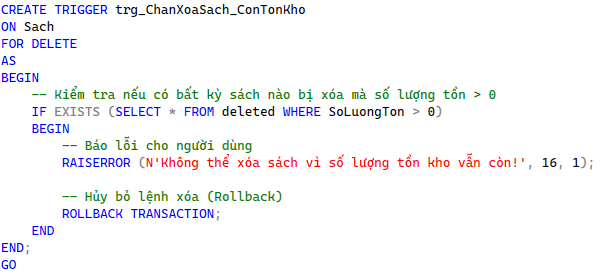 CREATE TRIGGER trg_ChanXoaSach_ConTonKho
ON Sach
FOR DELETE
AS
BEGIN
    -- Kiểm tra nếu có bất kỳ sách nào bị xóa mà số lượng tồn > 0
    IF EXISTS (SELECT * FROM deleted WHERE SoLuongTon > 0)
    BEGIN
        -- Báo lỗi cho người dùng
        RAISERROR (N'Không thể xóa sách vì số lượng tồn kho vẫn còn!', 16, 1);

        -- Hủy bỏ lệnh xóa (Rollback)
        ROLLBACK TRANSACTION;
    END
END;
GO